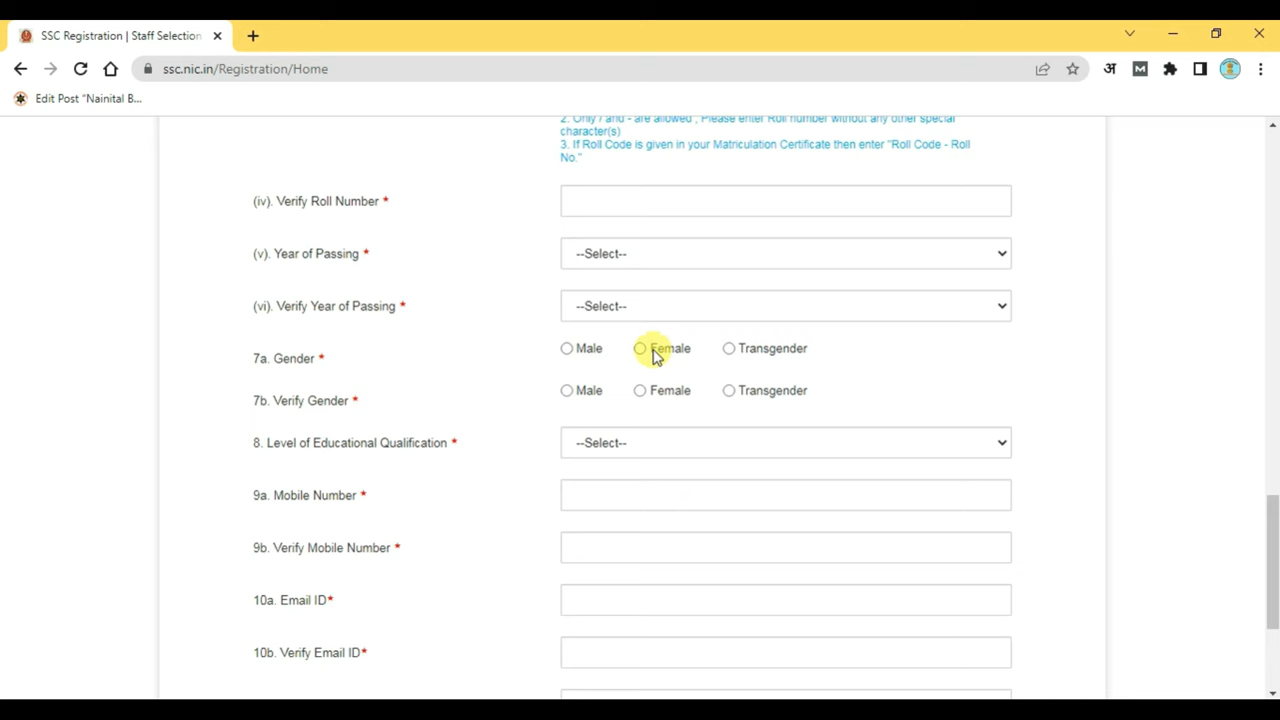 SSC Registration | Staff Selection
ssc.nic.in/Registration/Home
अ
M
Edit Post "Nainital B...
2. Only / and - are allowed , Please enter Roll number without any other special
character(s)
3. If Roll Code is given in your Matriculation Certificate then enter "Roll Code - Roll
No."
(iv). Verify Roll Number *
(v). Year of Passing *
--Select--
(vi). Verify Year of Passing *
--Select--
7a. Gender *
Male
Female
Transgender
7b. Verify Gender *
Male
Female
Transgender
8. Level of Educational Qualification *
--Select--
9a. Mobile Number *
9b. Verify Mobile Number *
10a. Email ID*
10b. Verify Email ID*